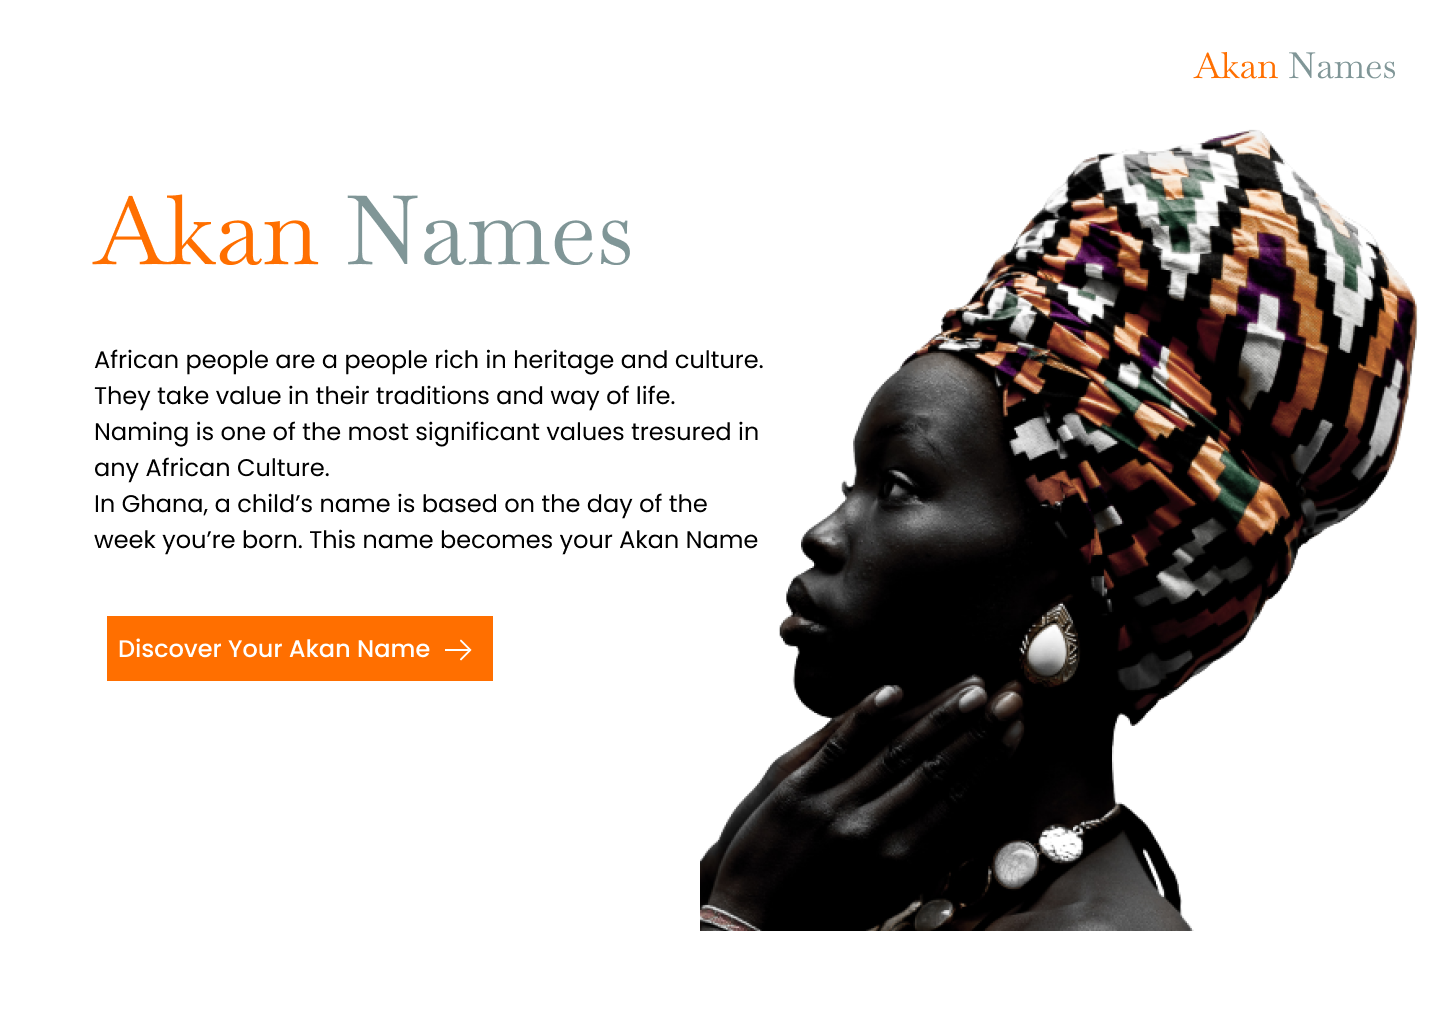 Akan Names
Akan Names
African people are a people rich in heritage and culture.
They take value in their traditions and way of life.
Naming is one of the most significant values tresured in
any African Culture.
In Ghana, a child’s name is based on the day of the
week you’re born. This name becomes your Akan Name
Discover Your Akan Name →